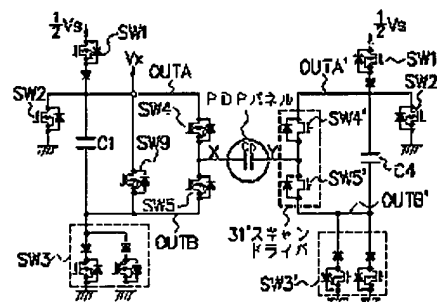 ½Vs
SW1
Vx
OUTA
SW2
C1
SW4
SW9
SW5
OUTB
SW3
PDPパネル
X
Cp
Y
½Vs
SW1'
OUTA'
SW2'
SW4'
C4
SW5'
OUTB'
31'スキャン
ドライバ
SW3'